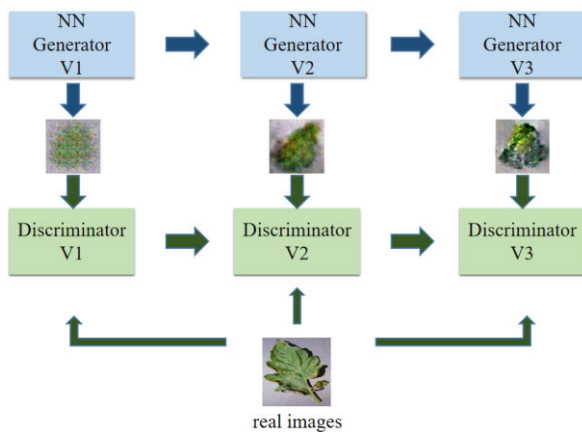 NN
Generator
V1
NN
Generator
V2
NN
Generator
V3
Discriminator
V1
Discriminator
V2
Discriminator
V3
real images